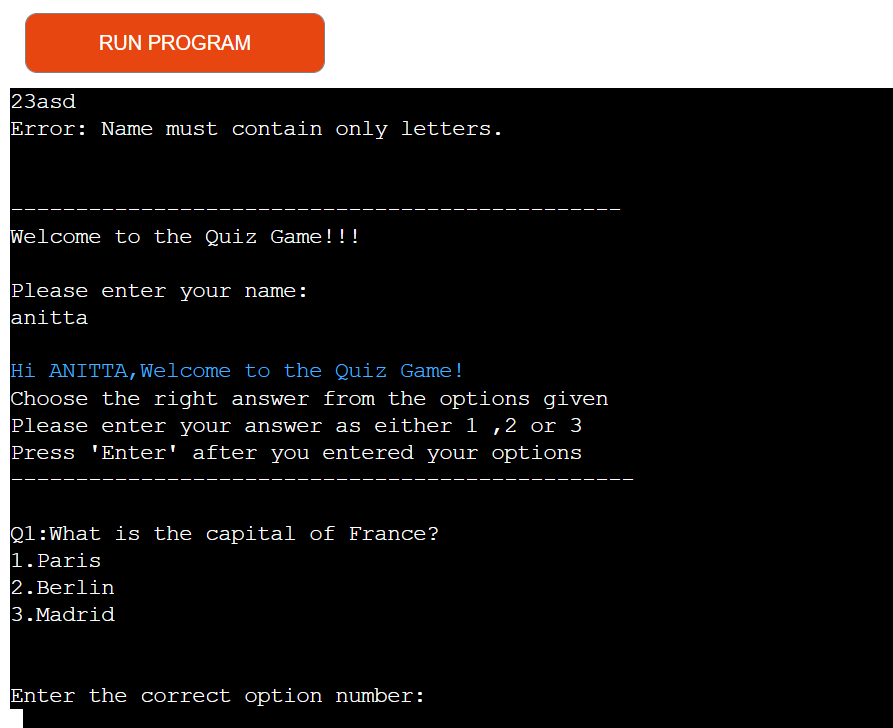 RUN PROGRAM
23asd
Error: Name must contain only letters.
-----------------------------------------------
Welcome to the Quiz Game!!!
Please enter your name:
anitta
Hi ANITTA,Welcome to the Quiz Game!
Choose the right answer from the options given
Please enter your answer as either 1 ,2 or 3
Press 'Enter' after you entered your options
------------------------------------------------
Q1:What is the capital of France?
1.Paris
2.Berlin
3.Madrid
Enter the correct option number: